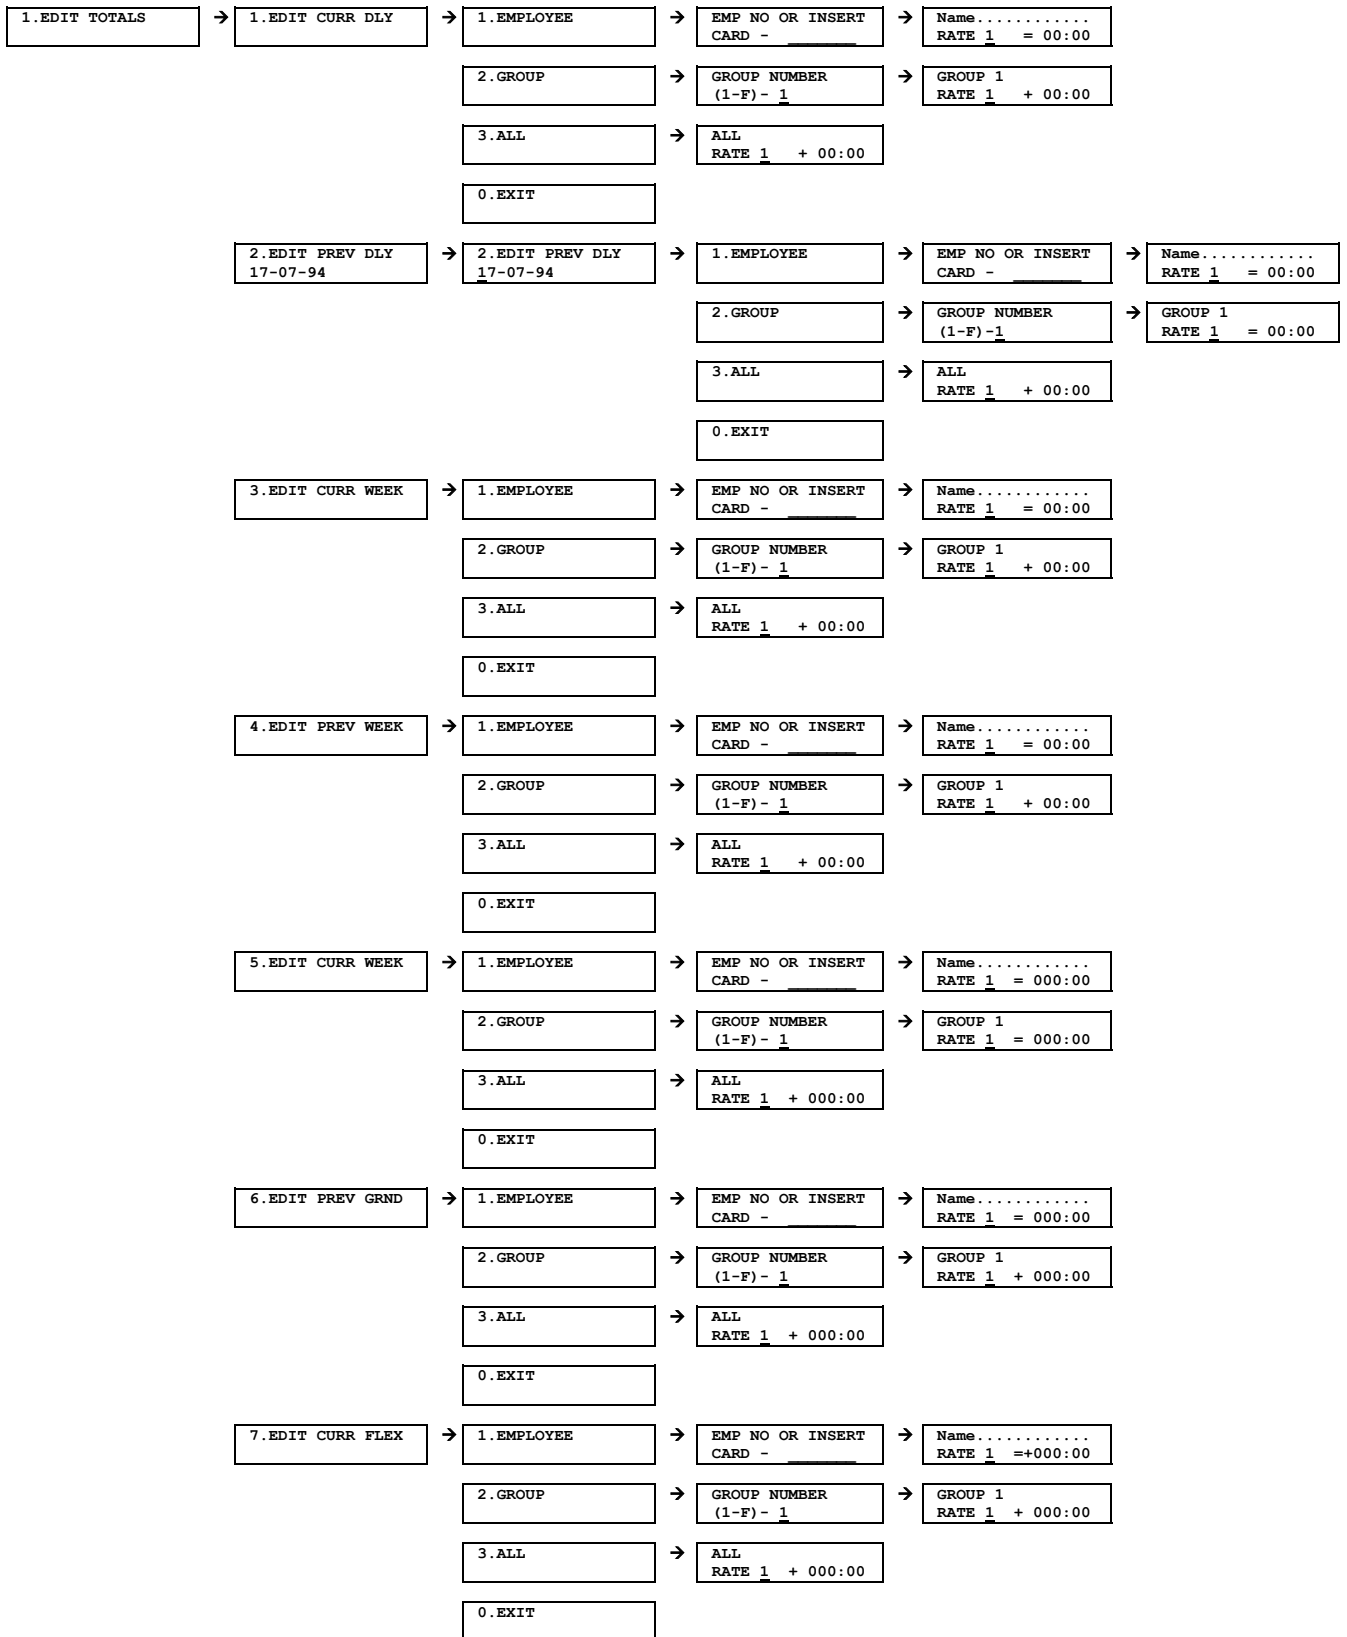 1.EDIT TOTALS
1.EDIT CURR DLY
1.EMPLOYEE
EMP NO OR INSERT
CARD - _______
Name............
RATE 1 = 00:00
2.GROUP
GROUP NUMBER
(1-F)- 1
GROUP 1
RATE 1 + 00:00
3.ALL
ALL
RATE 1 + 00:00
0.EXIT
2.EDIT PREV DLY
17-07-94
2.EDIT PREV DLY
17-07-94
1.EMPLOYEE
EMP NO OR INSERT
CARD - _______
Name............
RATE 1 = 00:00
2.GROUP
GROUP NUMBER
(1-F)-1
GROUP 1
RATE 1 = 00:00
3.ALL
ALL
RATE 1 + 00:00
0.EXIT
3.EDIT CURR WEEK
1.EMPLOYEE
EMP NO OR INSERT
CARD - _______
Name............
RATE 1 = 00:00
2.GROUP
GROUP NUMBER
(1-F)- 1
GROUP 1
RATE 1 + 00:00
3.ALL
ALL
RATE 1 + 00:00
0.EXIT
4.EDIT PREV WEEK
1.EMPLOYEE
EMP NO OR INSERT
CARD - _______
Name............
RATE 1 = 00:00
2.GROUP
GROUP NUMBER
(1-F)- 1
GROUP 1
RATE 1 + 00:00
3.ALL
ALL
RATE 1 + 00:00
0.EXIT
5.EDIT CURR WEEK
1.EMPLOYEE
EMP NO OR INSERT
CARD - _______
Name............
RATE 1 = 000:00
2.GROUP
GROUP NUMBER
(1-F)- 1
GROUP 1
RATE 1 = 000:00
3.ALL
ALL
RATE 1 + 000:00
0.EXIT
6.EDIT PREV GRND
1.EMPLOYEE
EMP NO OR INSERT
CARD - _______
Name............
RATE 1 = 000:00
2.GROUP
GROUP NUMBER
(1-F)- 1
GROUP 1
RATE 1 + 000:00
3.ALL
ALL
RATE 1 + 000:00
0.EXIT
7.EDIT CURR FLEX
1.EMPLOYEE
EMP NO OR INSERT
CARD - _______
Name............
RATE 1 =+000:00
2.GROUP
GROUP NUMBER
(1-F)- 1
GROUP 1
RATE 1 + 000:00
3.ALL
ALL
RATE 1 + 000:00
0.EXIT